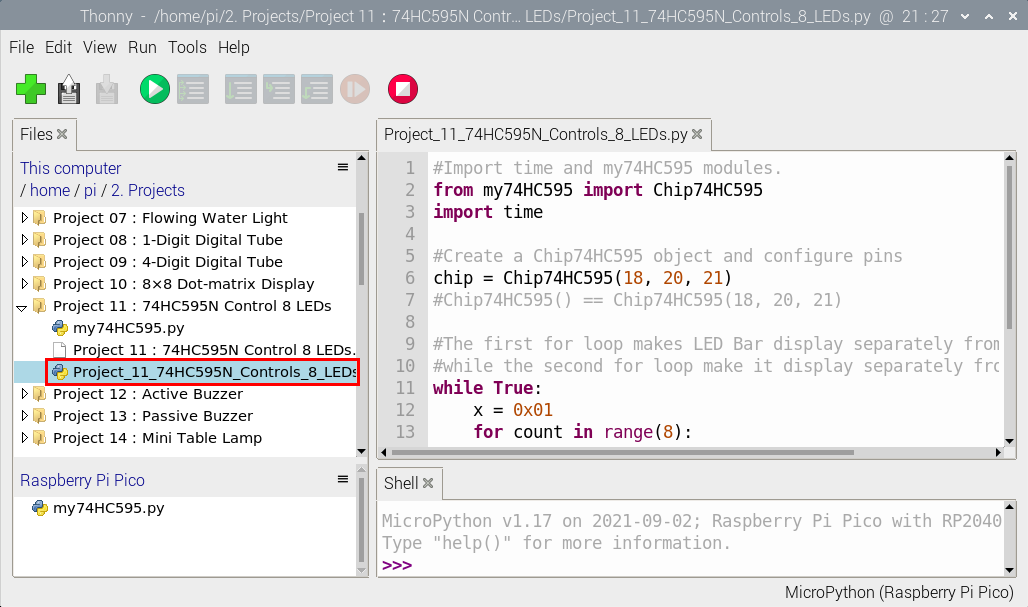 Thonny - /home/pi/2. Projects/Project 11 : 74HC595N Contr... LEDs/Project_11_74HC595N_Controls_8_LEDs.py @ 21 : 27
File Edit View Run Tools Help
Files
This computer
/ home / pi / 2. Projects
Project 07 : Flowing Water Light
Project 08 : 1-Digit Digital Tube
Project 09 : 4-Digit Digital Tube
Project 10 : 8×8 Dot-matrix Display
Project 11 : 74HC595N Control 8 LEDs
my74HC595.py
Project 11 : 74HC595N Control 8 LEDs.
Project_11_74HC595N_Controls_8_LEDs
Project 12 : Active Buzzer
Project 13 : Passive Buzzer
Project 14 : Mini Table Lamp
Raspberry Pi Pico
my74HC595.py
Project_11_74HC595N_Controls_8_LEDs.py
1 #Import time and my74HC595 modules.
2 from my74HC595 import Chip74HC595
3 import time
4
5 #Create a Chip74HC595 object and configure pins
6 chip = Chip74HC595(18, 20, 21)
7 #Chip74HC595() == Chip74HC595(18, 20, 21)
8
9 #The first for loop makes LED Bar display separately from
10 #while the second for loop make it display separately fro
11 while True:
12     x = 0x01
13     for count in range(8):
Shell
MicroPython v1.17 on 2021-09-02; Raspberry Pi Pico with RP2040
Type "help()" for more information.
>>>
MicroPython (Raspberry Pi Pico)